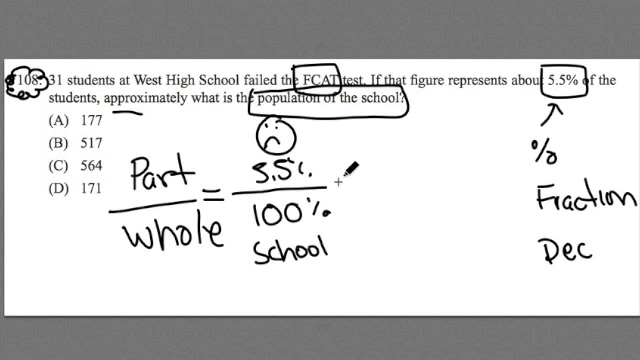 108. 31 students at West High School failed the FCAT test. If that figure represents about 5.5% of the
students, approximately what is the population of the school?
(A) 177
(B) 517
(C) 564
(D) 171
Part
whole
=
5.5%
100%
School
%
Fraction
Dec